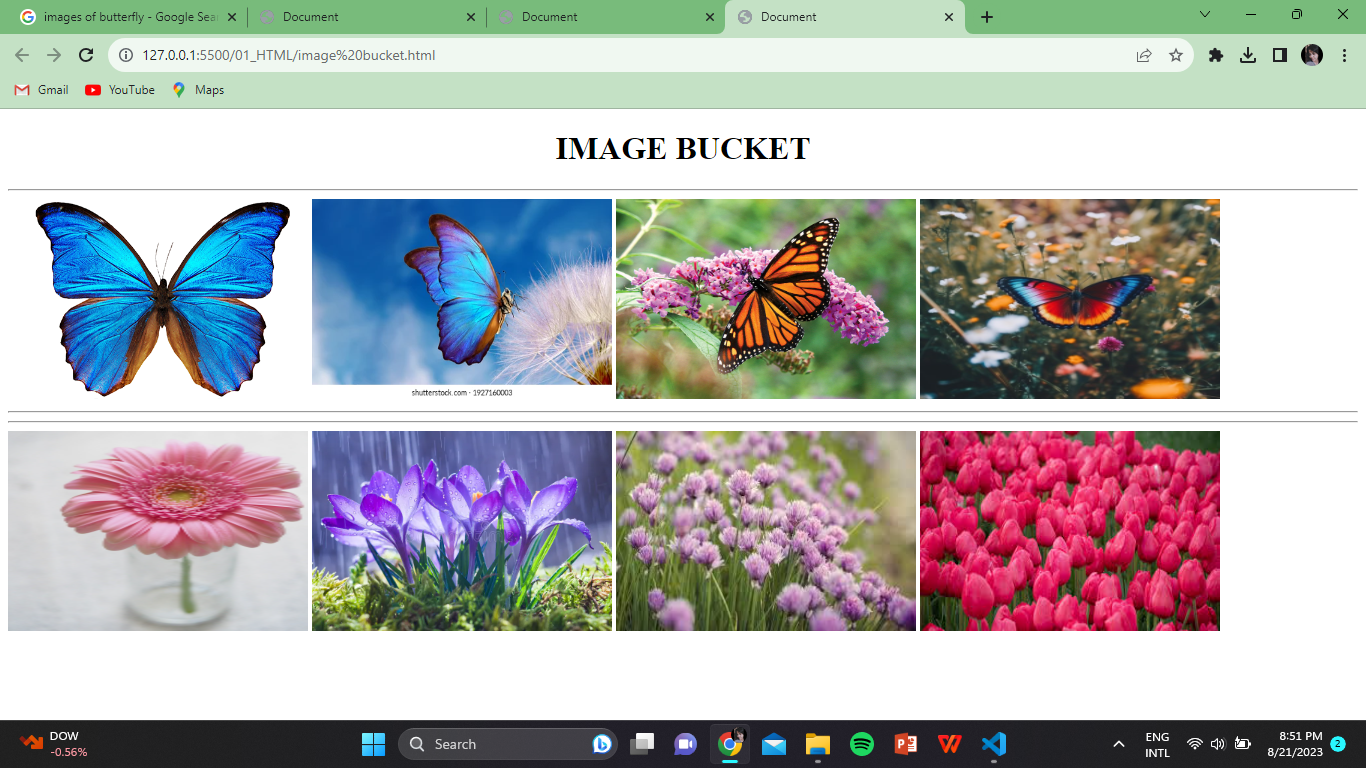 images of butterfly - Google Sea
Document
Document
Document
127.0.0.1:5500/01_HTML/image%20bucket.html
Gmail
YouTube
Maps
IMAGE BUCKET
shutterstock.com · 1927160003
DOW
-0.56%
Search
ENG
INTL
8:51 PM
8/21/2023
2